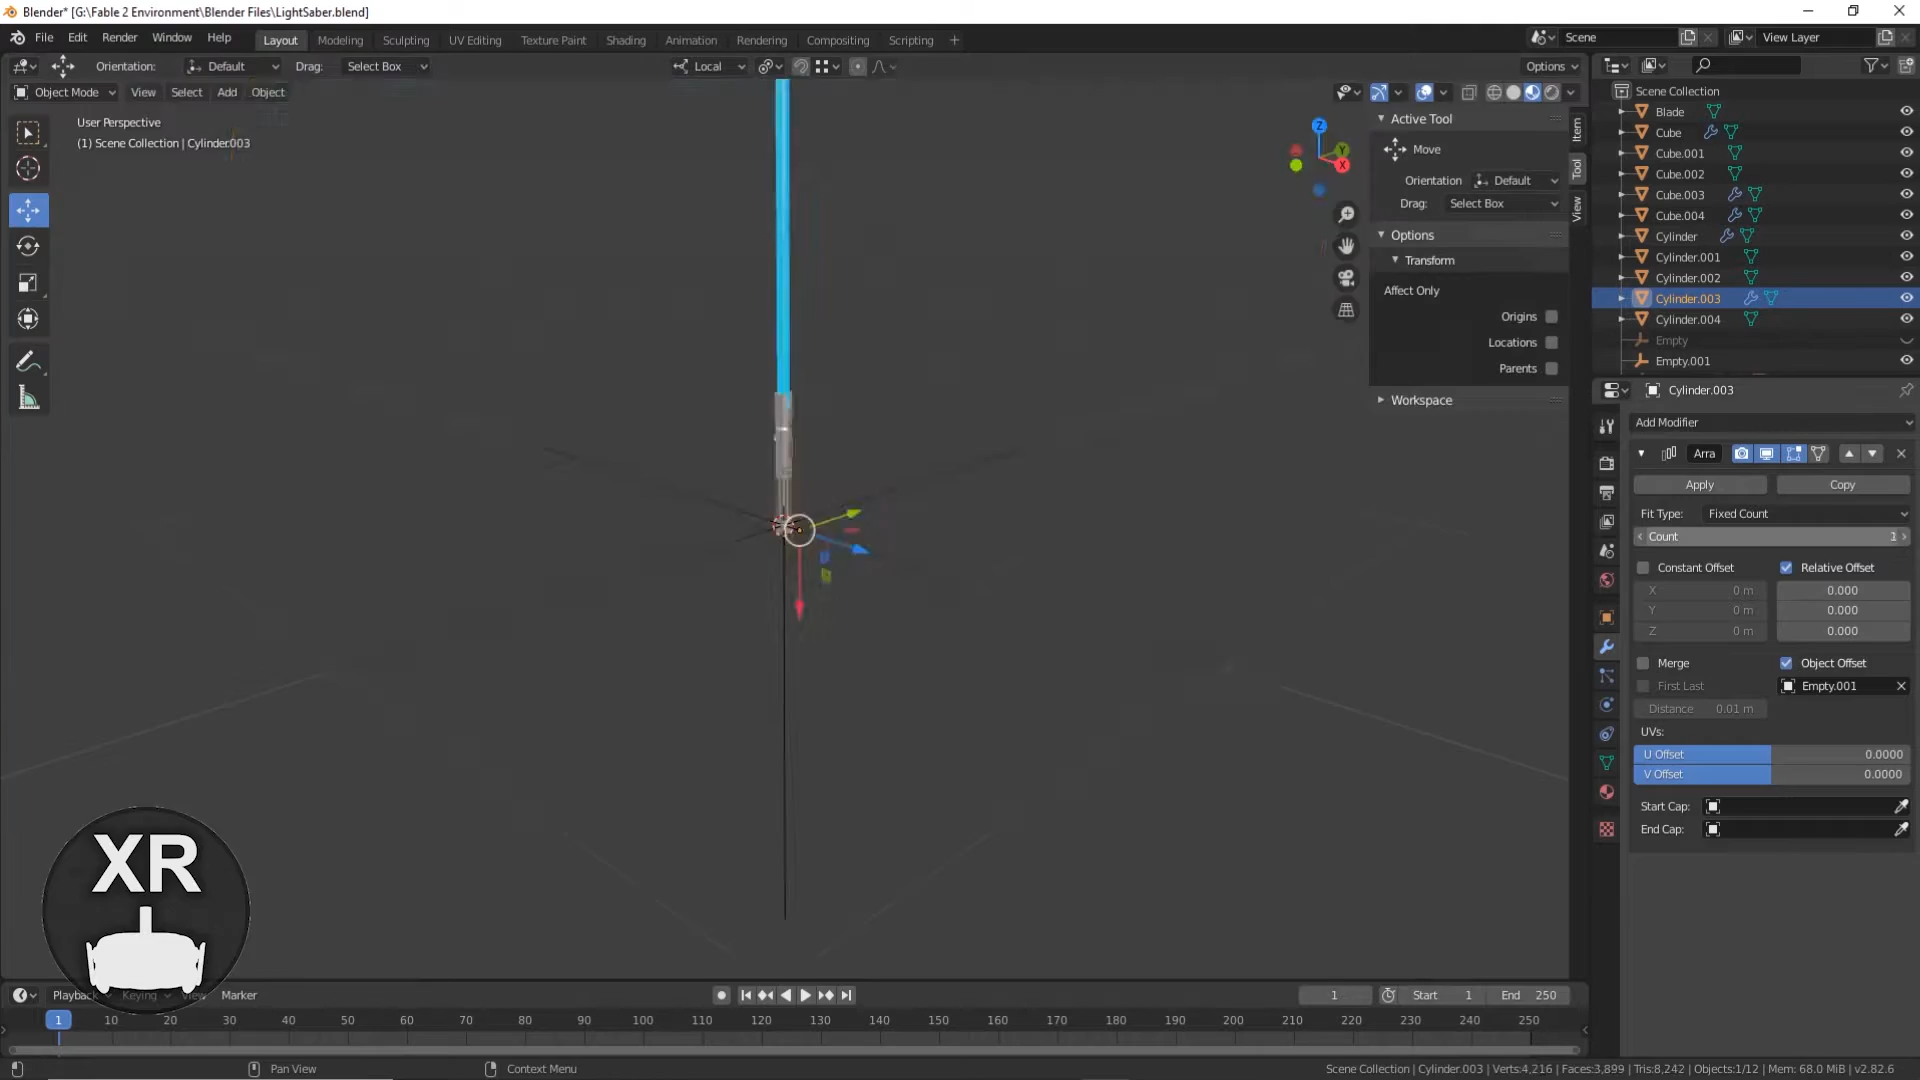 Blender* [G:\Fable 2 Environment\Blender Files\LightSaber.blend]
File Edit Render Window Help Layout Modeling Sculpting UV Editing Texture Paint Shading Animation Rendering Compositing Scripting + Scene View Layer
Orientation: Default Drag: Select Box Local Options
Object Mode View Select Add Object
User Perspective
(1) Scene Collection | Cylinder.003
Z
Y
X
Active Tool
Move
Orientation Default
Drag: Select Box
Options
Transform
Affect Only
Origins
Locations
Parents
Workspace
Item
Tool
View
Scene Collection
Blade
Cube
Cube.001
Cube.002
Cube.003
Cube.004
Cylinder
Cylinder.001
Cylinder.002
Cylinder.003
Cylinder.004
Empty
Empty.001
Cylinder.003
Add Modifier
Arra
Apply Copy
Fit Type: Fixed Count
Count 1
Constant Offset Relative Offset
X 0 m 0.000
Y 0 m 0.000
Z 0 m 0.000
Merge Object Offset
First Last Empty.001
Distance 0.01 m
UVs:
U Offset 0.0000
V Offset 0.0000
Start Cap:
End Cap:
XR
Playback Keying View Marker 1 Start 1 End 250
1 10 20 30 40 50 60 70 80 90 100 110 120 130 140 150 160 170 180 190 200 210 220 230 240 250
Pan View Context Menu Scene Collection | Cylinder.003 | Verts:4,216 | Faces:3,899 | Tris:8,242 | Objects:1/12 | Mem: 68.0 MiB | v2.82.6